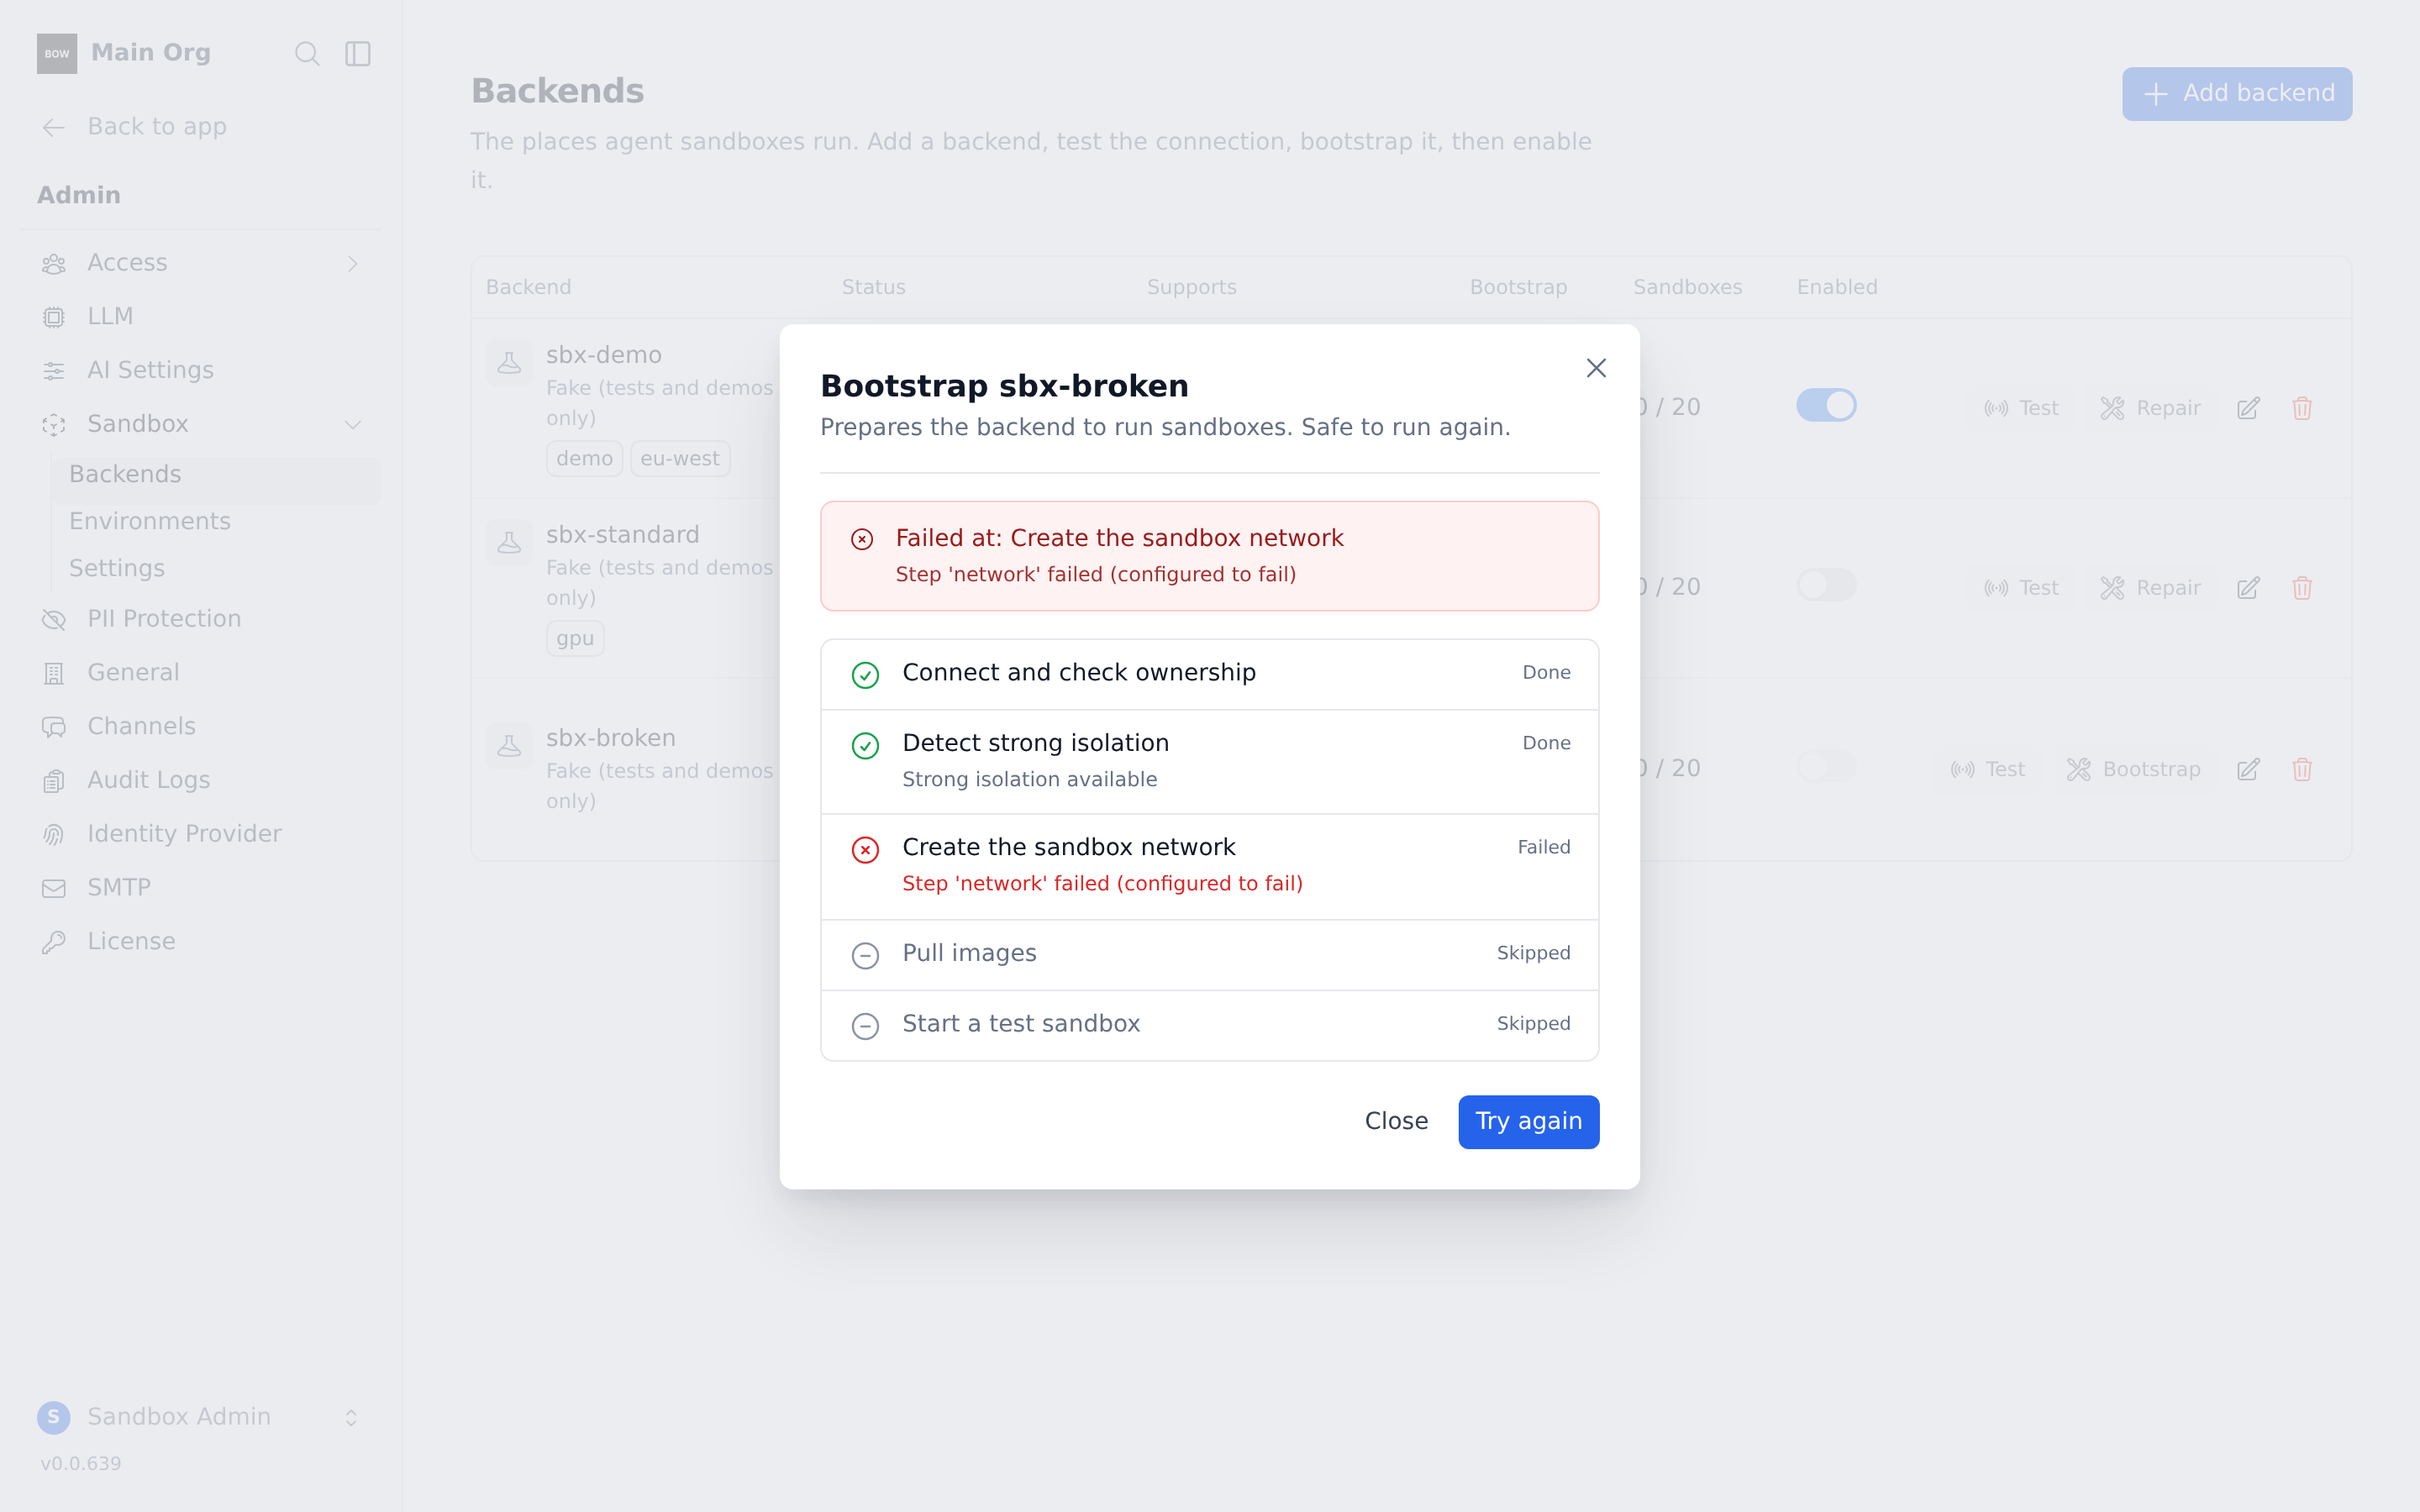 BOW
Main Org
Back to app
Admin
Access
LLM
AI Settings
Sandbox
Backends
Environments
Settings
PII Protection
General
Channels
Audit Logs
Identity Provider
SMTP
License
S
Sandbox Admin
v0.0.639
Backends
The places agent sandboxes run. Add a backend, test the connection, bootstrap it, then enable
it.
Add backend
Backend Status Supports Bootstrap Sandboxes Enabled
sbx-demo
Fake (tests and demos
only)
demo eu-west
0 / 20
Test Repair
sbx-standard
Fake (tests and demos
only)
gpu
0 / 20
Test Repair
sbx-broken
Fake (tests and demos
only)
0 / 20
Test Bootstrap
Bootstrap sbx-broken
Prepares the backend to run sandboxes. Safe to run again.
Failed at: Create the sandbox network
Step 'network' failed (configured to fail)
Connect and check ownership Done
Detect strong isolation Done
Strong isolation available
Create the sandbox network Failed
Step 'network' failed (configured to fail)
Pull images Skipped
Start a test sandbox Skipped
Close Try again